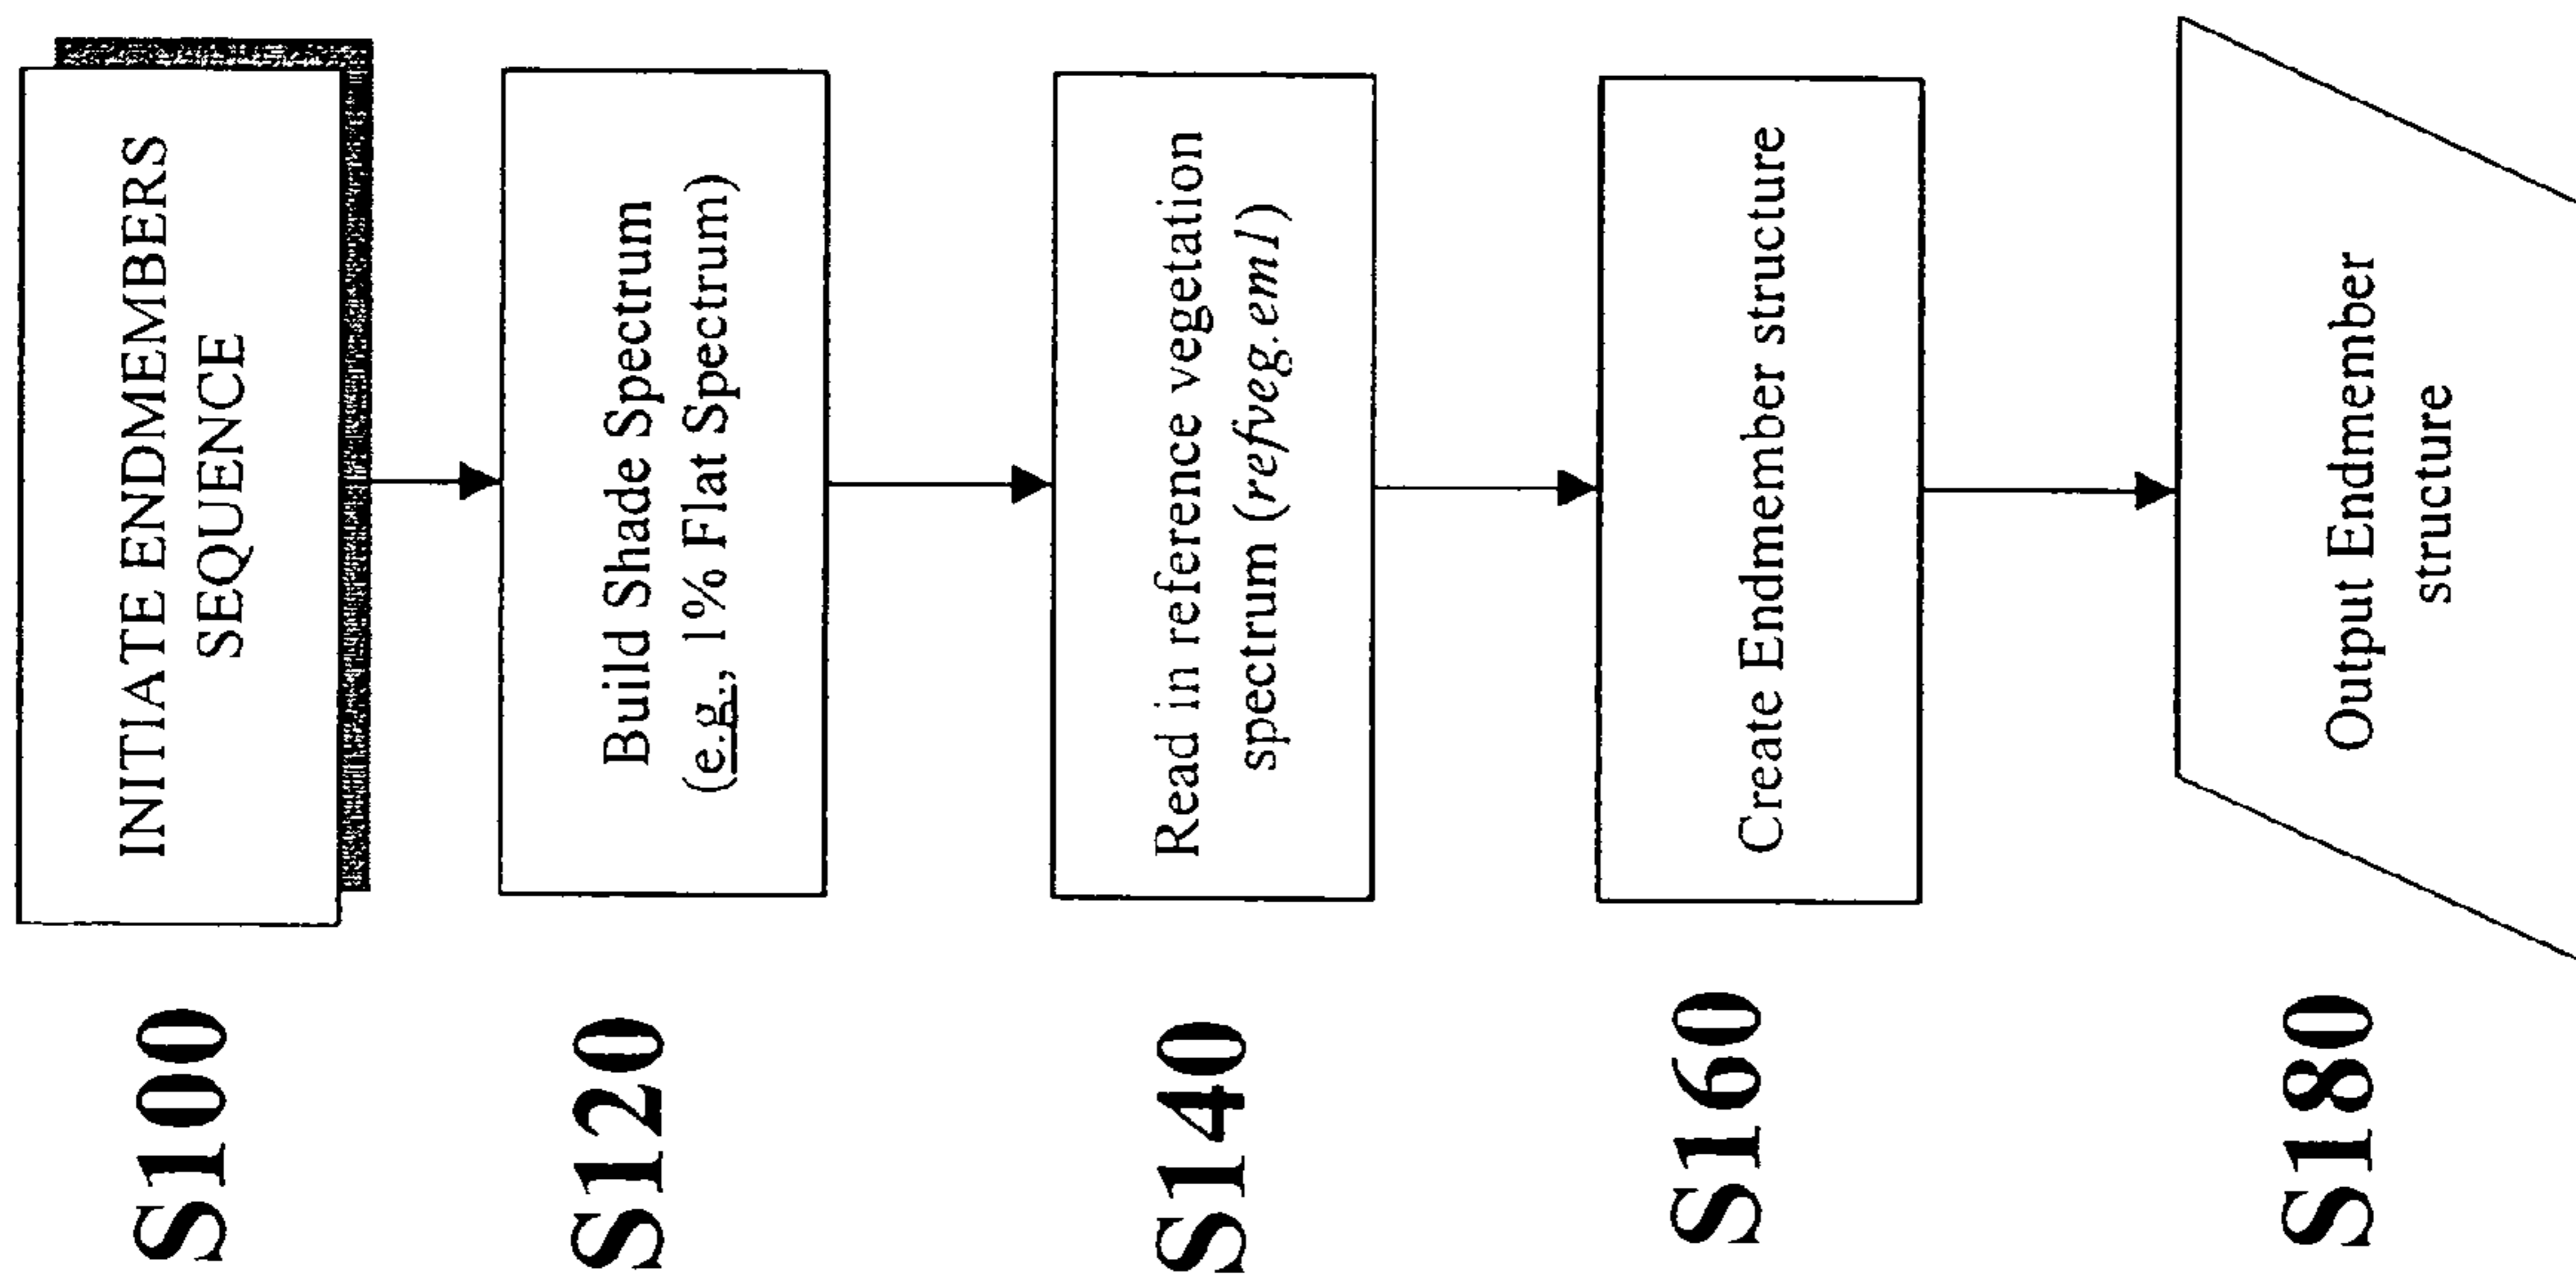 S100
INITIATE ENDMEMBERS
SEQUENCE
S120
Build Shade Spectrum
(e.g., 1% Flat Spectrum)
S140
Read in reference vegetation
spectrum (refveg.eml)
S160
Create Endmember structure
S180
Output Endmember
structure